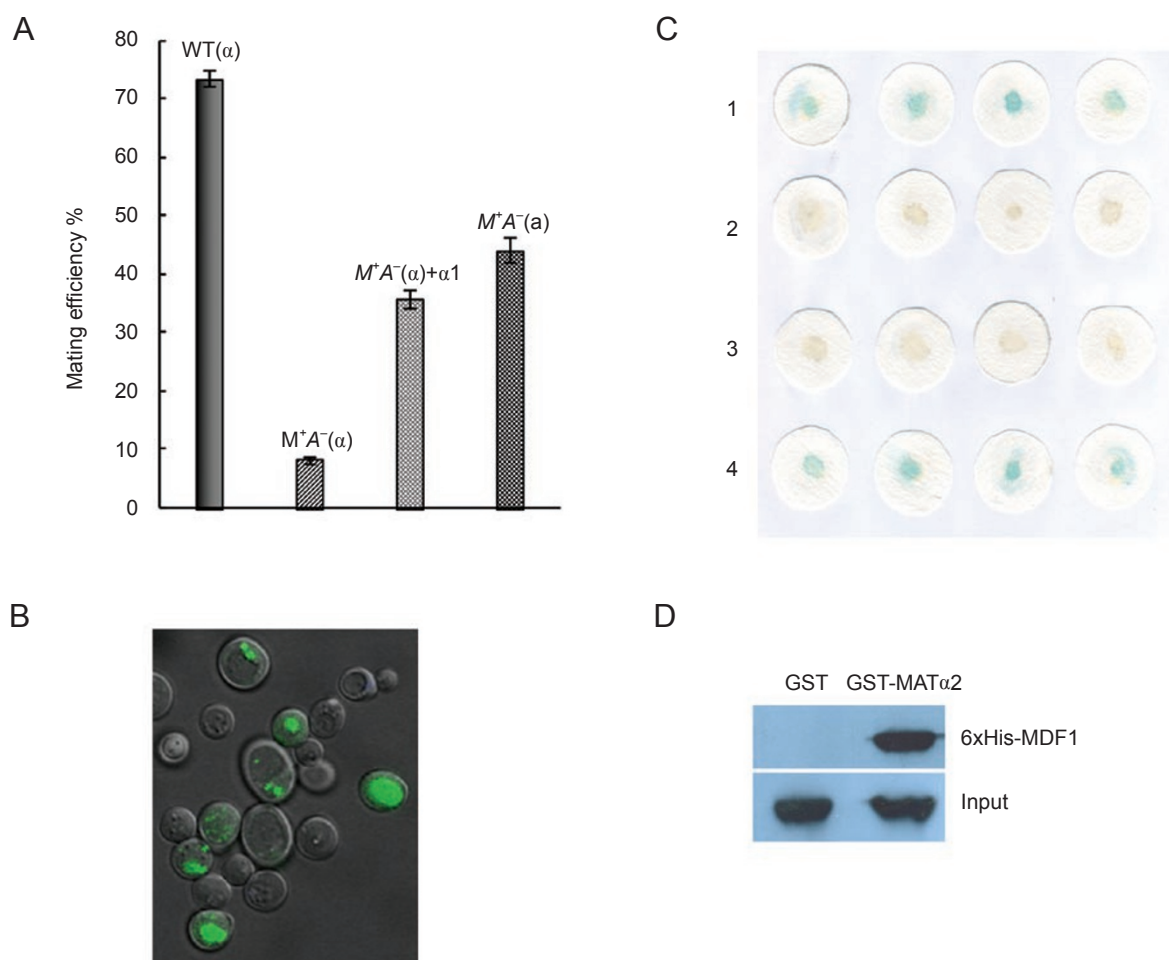 A
80
70
60
50
40
30
20
10
0
Mating efficiency %
WT(α)
M⁺A⁻(α)
M⁺A⁻(α)+α1
M⁺A⁻(a)
B
C
1
2
3
4
D
GST GST-MATα2
6xHis-MDF1
Input